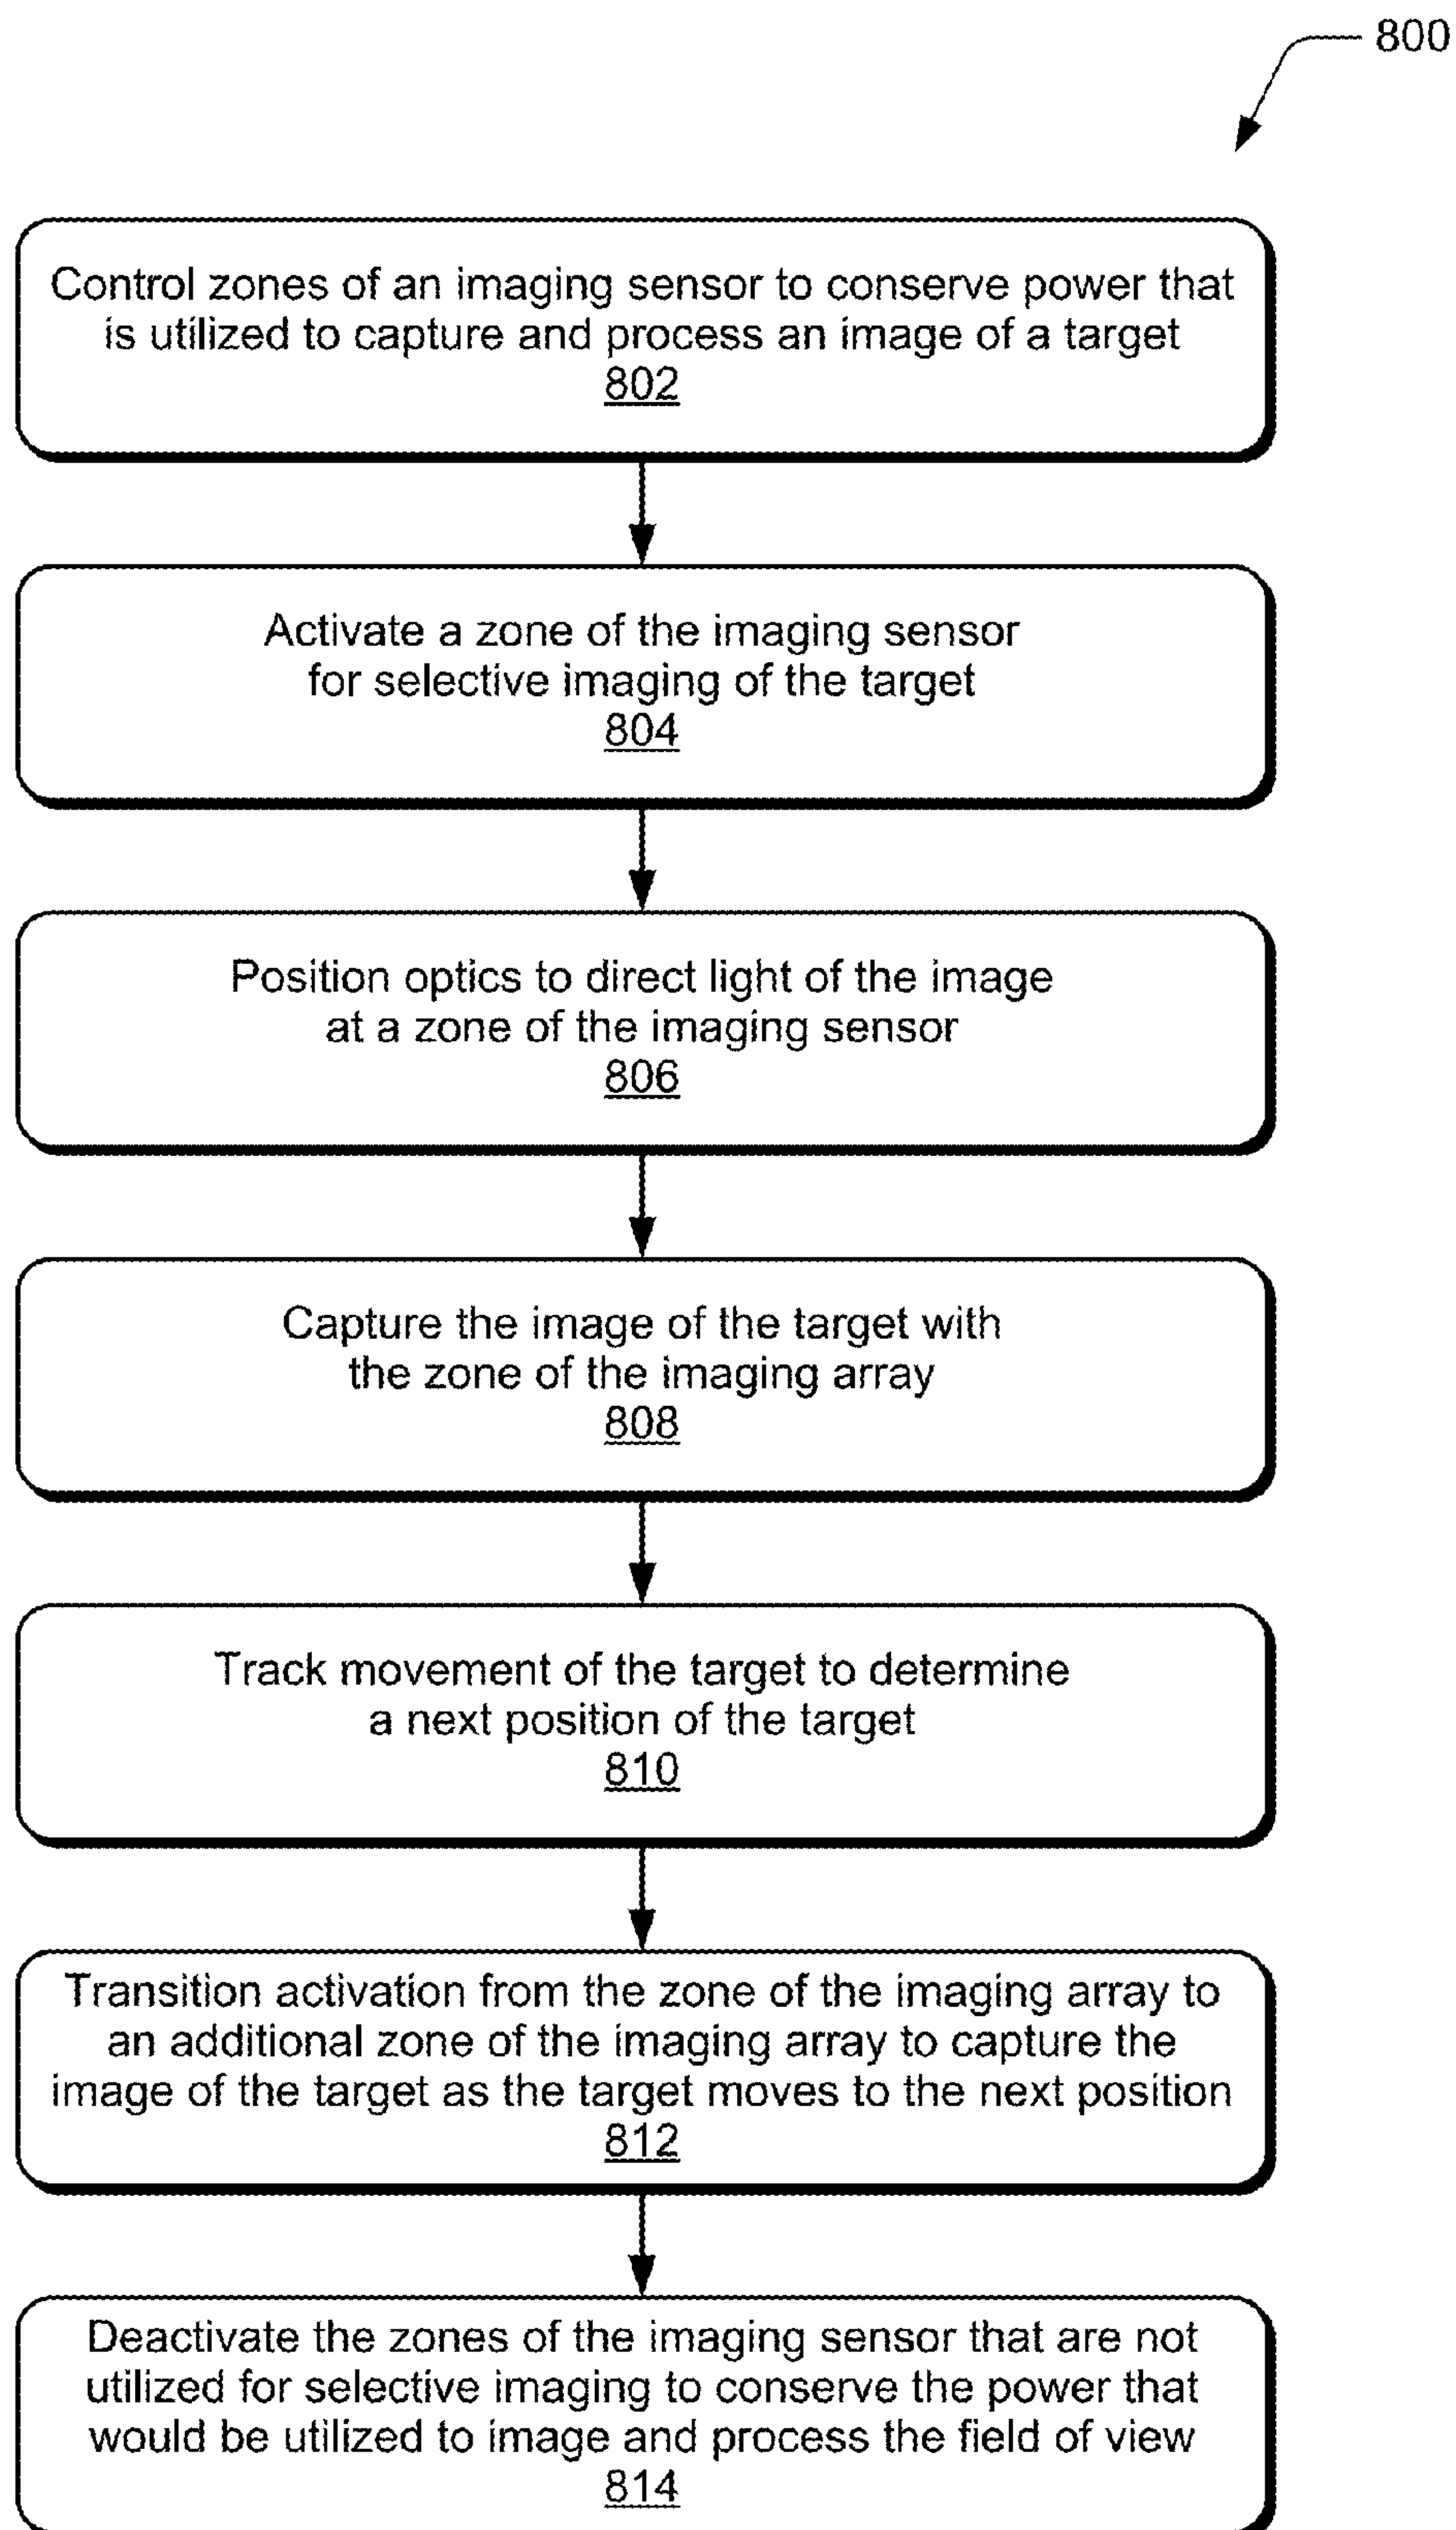 800
Control zones of an imaging sensor to conserve power that
is utilized to capture and process an image of a target
802
Activate a zone of the imaging sensor
for selective imaging of the target
804
Position optics to direct light of the image
at a zone of the imaging sensor
806
Capture the image of the target with
the zone of the imaging array
808
Track movement of the target to determine
a next position of the target
810
Transition activation from the zone of the imaging array to
an additional zone of the imaging array to capture the
image of the target as the target moves to the next position
812
Deactivate the zones of the imaging sensor that are not
utilized for selective imaging to conserve the power that
would be utilized to image and process the field of view
814